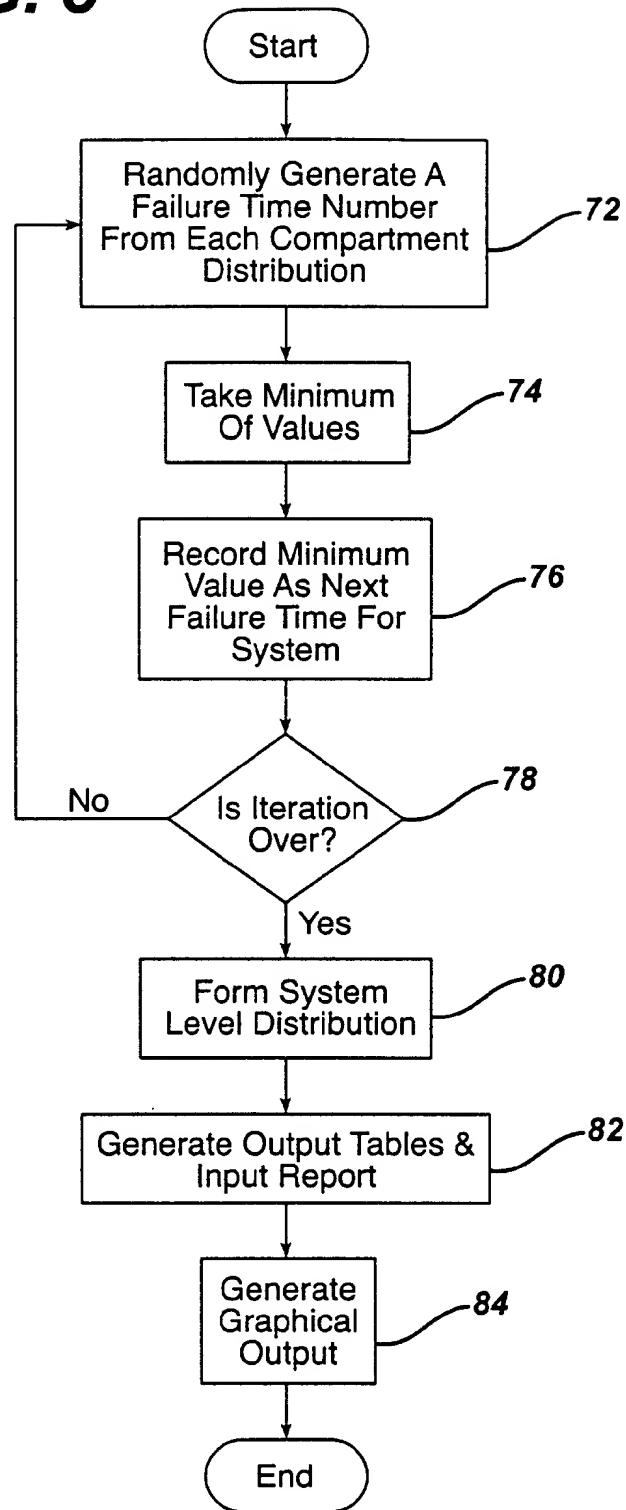 Start
Randomly Generate A
Failure Time Number
From Each Compartment
Distribution
72
Take Minimum
Of Values
74
Record Minimum
Value As Next
Failure Time For
System
76
Is Iteration
Over?
78
No
Yes
Form System
Level Distribution
80
Generate Output Tables &
Input Report
82
Generate
Graphical
Output
84
End